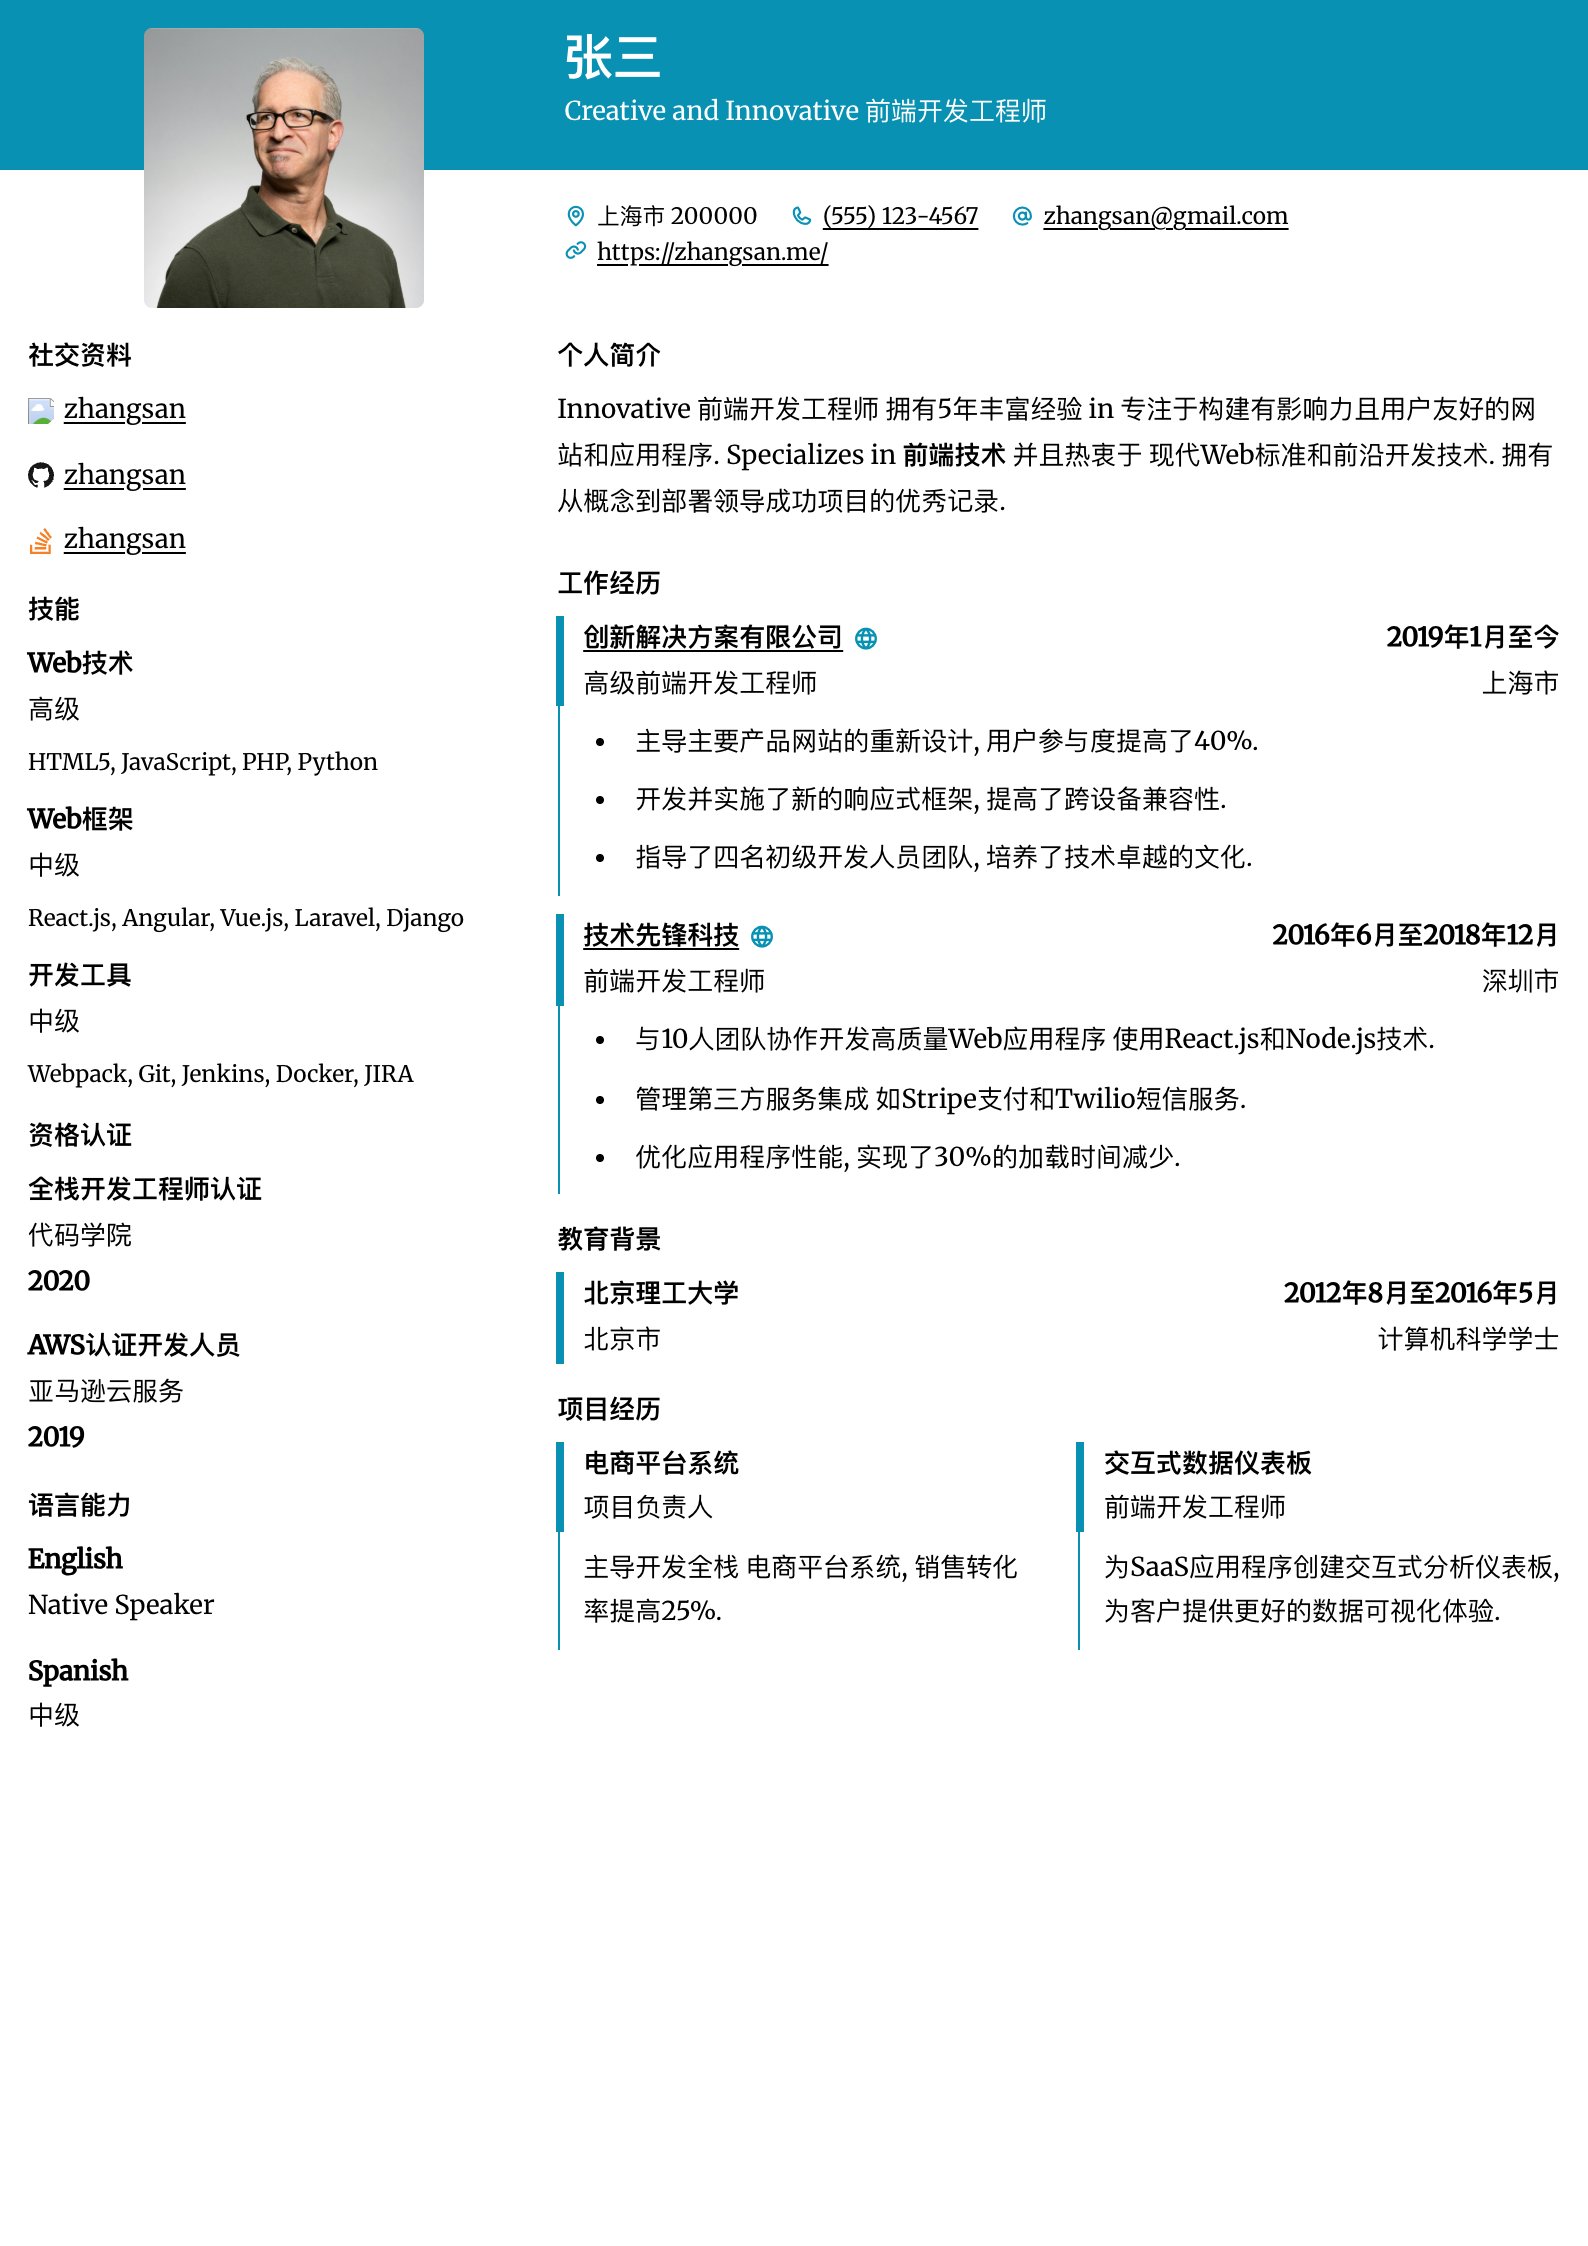 张三
Creative and Innovative 前端开发工程师
上海市 200000 (555) 123-4567 zhangsan@gmail.com
https://zhangsan.me/
社交资料
zhangsan
zhangsan
zhangsan
技能
Web技术
高级
HTML5, JavaScript, PHP, Python
Web框架
中级
React.js, Angular, Vue.js, Laravel, Django
开发工具
中级
Webpack, Git, Jenkins, Docker, JIRA
资格认证
全栈开发工程师认证
代码学院
2020
AWS认证开发人员
亚马逊云服务
2019
语言能力
English
Native Speaker
Spanish
中级
个人简介
Innovative 前端开发工程师 拥有5年丰富经验 in 专注于构建有影响力且用户友好的网
站和应用程序. Specializes in 前端技术 并且热衷于 现代Web标准和前沿开发技术. 拥有
从概念到部署领导成功项目的优秀记录.
工作经历
创新解决方案有限公司 2019年1月至今
高级前端开发工程师 上海市
• 主导主要产品网站的重新设计, 用户参与度提高了40%.
• 开发并实施了新的响应式框架, 提高了跨设备兼容性.
• 指导了四名初级开发人员团队, 培养了技术卓越的文化.
技术先锋科技 2016年6月至2018年12月
前端开发工程师 深圳市
• 与10人团队协作开发高质量Web应用程序 使用React.js和Node.js技术.
• 管理第三方服务集成 如Stripe支付和Twilio短信服务.
• 优化应用程序性能, 实现了30%的加载时间减少.
教育背景
北京理工大学 2012年8月至2016年5月
北京市 计算机科学学士
项目经历
电商平台系统
项目负责人
主导开发全栈 电商平台系统, 销售转化
率提高25%.
交互式数据仪表板
前端开发工程师
为SaaS应用程序创建交互式分析仪表板,
为客户提供更好的数据可视化体验.